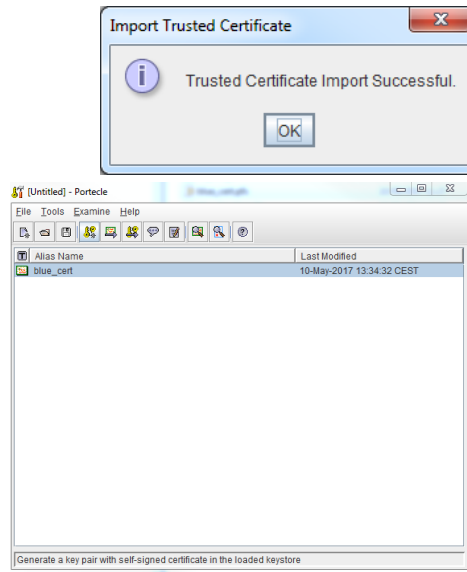 Import Trusted Certificate
Trusted Certificate Import Successful.
OK
[Untitled] - Portecle
File Tools Examine Help
Alias Name Last Modified
blue_cert 10-May-2017 13:34:32 CEST
Generate a key pair with self-signed certificate in the loaded keystore